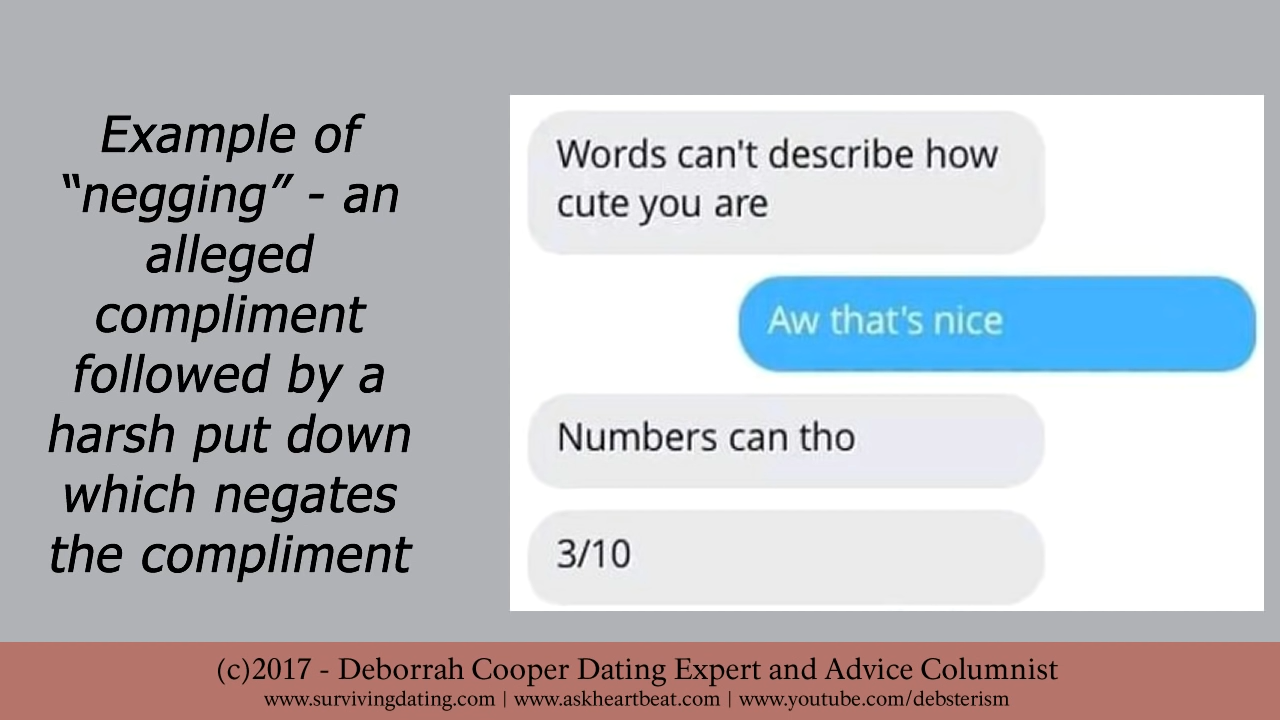 Example of
“negging” - an
alleged
compliment
followed by a
harsh put down
which negates
the compliment
Words can't describe how
cute you are
Aw that's nice
Numbers can tho
3/10
(c)2017 - Deborrah Cooper Dating Expert and Advice Columnist
www.survivingdating.com | www.askheartbeat.com | www.youtube.com/debsterism